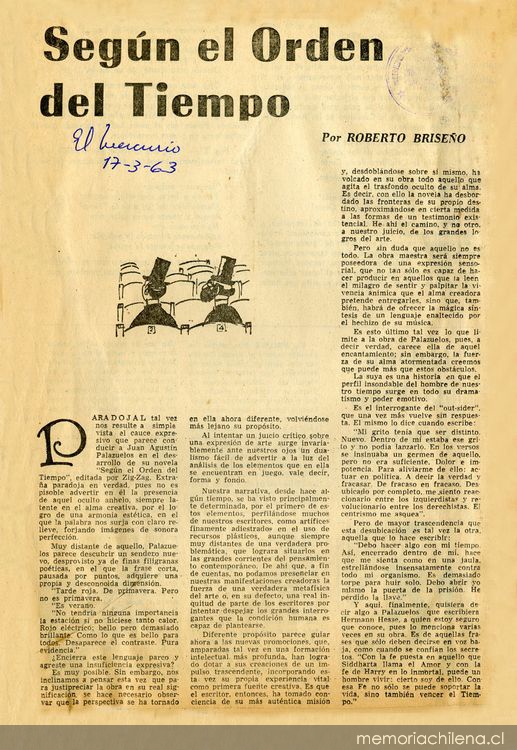 Según el Orden
del Tiempo
El Mercurio
17-3-63
Por ROBERTO BRISEÑO
PARADOJAL tal vez
nos resulte a simple
vista el cauce expre-
sivo que parece con-
ducir a Juan Agustín
Palazuelos en el des-
arrollo de su novela
"Según el Orden del
Tiempo", editada por Zig-Zag. Extra-
ña paradoja en verdad, pues no es
posible advertir en él la presencia
de aquel oculto anhelo, siempre la-
tente en el alma creativa, por el lo-
gro de una armonía estética, en el
que la palabra nos surja con claro re-
lieve, forjando imágenes de sonora
perfección.
Muy distante de aquello, Palazue-
los parece descubrir un sendero nue-
vo, desprovisto ya de finas filigranas
poéticas, en el que la frase corta,
pausada por puntos, adquiere una
propia y desconocida dimensión.
"Tarde roja. De primavera. Pero
no es primavera.
"Es verano.
"No tendría ninguna importancia
la estación si no hiciese tanto calor.
Rojo eléctrico; bello pero demasiado
brillante. Como lo que es bello para
todos. Desaparece el contraste. Pura
evidencia."
¿Encierra este lenguaje parco y
agreste una insuficiencia expresiva?
Es muy posible. Sin embargo, nos
inclinamos a pensar esta vez que pa-
ra justipreciar la obra en su real sig-
nificación se hace necesario obser-
var que la perspectiva se ha tornado
en ella ahora diferente, volviéndose
más lejano su propósito.
Al intentar un juicio crítico sobre
una expresión de arte surge invaria-
blemente ante nuestros ojos un dua-
lismo fácil de advertir a la luz del
análisis de los elementos que en ella
se encuentran en juego, vale decir,
forma y fondo.
Nuestra narrativa, desde hace al-
gún tiempo, se ha visto principalmen-
te determinada, por el primero de es-
tos elementos, perfilándose muchos
de nuestros escritores, como artífices
finamente adiestrados en el uso de
recursos plásticos, aunque siempre
muy distantes de una verdadera pro-
blemática, que lograra situarlos en
las grandes corrientes del pensamien-
to contemporáneo. De ahí que, a fin
de cuentas, no podamos presenciar en
nuestras manifestaciones creadoras la
fuerza de una verdadera metafísica
del arte o, en su defecto, una real in-
quitud de parte de los escritores por
intentar despejar los grandes interro-
gantes que la condición humana es
capaz de plantearse.
Diferente propósito parece guiar
ahora a las nuevas promociones, que,
amparadas tal vez en una formación
intelectual más profunda, han logra-
do dotar a sus creaciones de un im-
pulso trascendente, incorporando es-
ta vez su propia experiencia vital
como primera fuente creativa. Es que
el escritor, entonces, ha tomado con-
ciencia de su más auténtica misión
y, desdoblándose sobre sí mismo, ha
volcado en su obra todo aquello que
agita el trasfondo oculto de su alma.
Es decir, con ello la novela ha desbor-
dado las fronteras de su propio des-
tino, aproximándose en cierta medida
a las formas de un testimonio exis-
tencial. He ahí el camino, y no otro,
a nuestro juicio, de los grandes lo-
gros del arte.
Pero sin duda que aquello no es
todo. La obra maestra será siempre
poseedora de una expresión senso-
rial, que no tan sólo es capaz de ha-
cer producir en aquellos que la leen
el milagro de sentir y palpitar la vi-
vencia anímica que el alma creadora
pretende entregarles, sino que, tam-
bién, habrá de ofrecer la mágica sín-
tesis de un lenguaje enaltecido por
el hechizo de su música.
Es esto último tal vez lo que li-
mite a la obra de Palazuelos, pues, a
decir verdad, carece ella de aquel
encantamiento; sin embargo, la fuer-
za de su alma atormentada creemos
que puede más que estos obstáculos.
La suya es una historia en que el
perfil insondable del hombre de nues-
tro tiempo surge en todo su dramatis-
mo y poder emotivo.
Es el interrogante del "out-sider",
que una vez más vuelve sin respues-
ta. El mismo lo dice cuando escribe:
"Mi grito tenía que ser distinto.
Nuevo. Dentro de mí estaba ese gri-
to y no podía lanzarlo. En los versos
se insinuaba un germen de aquello,
pero no era suficiente. Dolor e im-
potencia. Para aliviarme de ello: ac-
tuar en política. A decir la verdad y
fracasar. De fracaso en fracaso. Des-
ubicado por completo, me siento reac-
cionario entre los izquierdistas y re-
volucionario entre los derechistas. El
centrismo me asquea".
Pero de mayor trascendencia que
esta desubicación es tal vez la otra,
aquella que lo hace escribir:
"Debo hacer algo con mi tiempo
Así, encerrado dentro de mí, hace
que me sienta como en una jaula,
estrellándose insensatamente contra
todo mi organismo. Es demasiado
torpe para huir solo. Debo abrir yo
mismo la puerta de la prisión. He
perdido la llave."
Y aquí, finalmente, quisiera de-
cir algo a Palazuelos que escribiera
Hermann Hesse, a quien estoy seguro
que conoce, pues lo menciona varias
veces en su obra. Es de aquellas fra-
ses que sólo deben decirse en voz ba-
ja, como cuando se confían los secre-
tos. "Con la fe puesta en aquello que
Siddharta llama el Amor y con la
fe de Harry en lo inmortal, puede un
hombre vivir; cierto soy de ello. Con
esa Fe no sólo se puede soportar la
vida, sino también vencer el Tiem-
po."
2
4
memoriachilena.cl